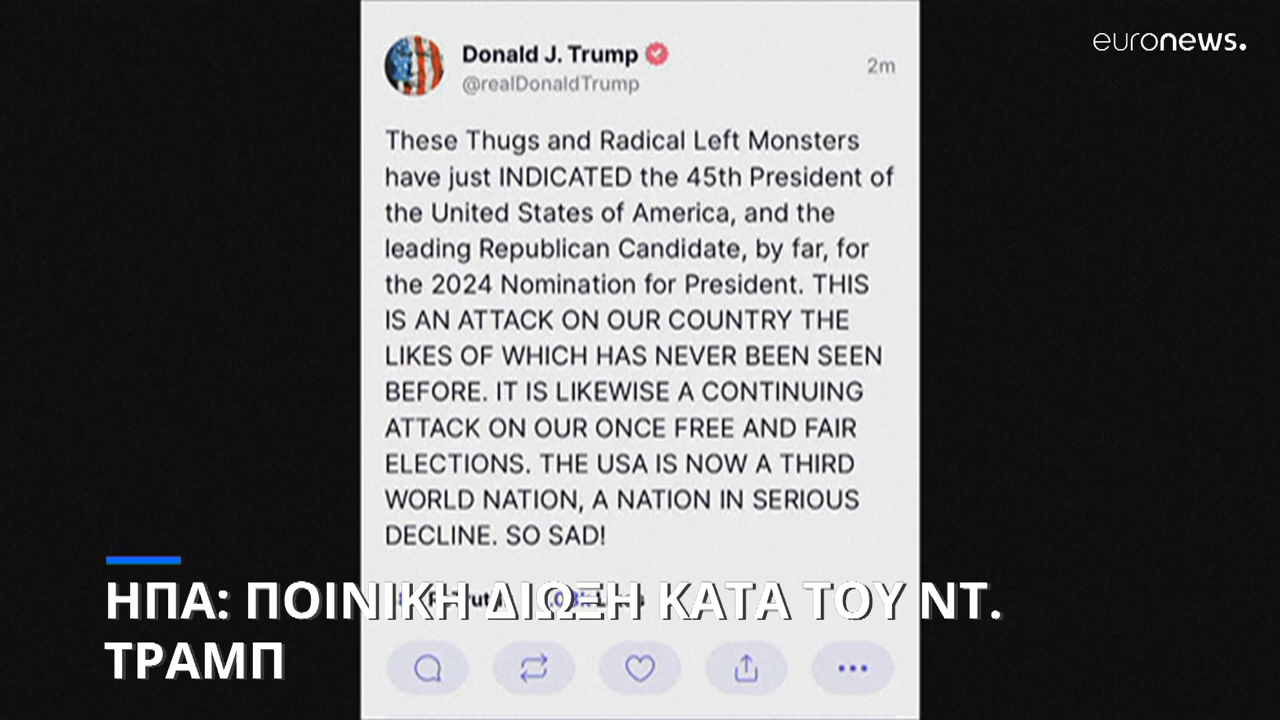 euronews.
Donald J. Trump
@realDonaldTrump
2m
These Thugs and Radical Left Monsters
have just INDICATED the 45th President of
the United States of America, and the
leading Republican Candidate, by far, for
the 2024 Nomination for President. THIS
IS AN ATTACK ON OUR COUNTRY THE
LIKES OF WHICH HAS NEVER BEEN SEEN
BEFORE. IT IS LIKEWISE A CONTINUING
ATTACK ON OUR ONCE FREE AND FAIR
ELECTIONS. THE USA IS NOW A THIRD
WORLD NATION, A NATION IN SERIOUS
DECLINE. SO SAD!
ΗΠΑ: ΠΟΙΝΙΚΗ ΔΙΩΞΗ ΚΑΤΑ ΤΟΥ ΝΤ.
ΤΡΑΜΠ